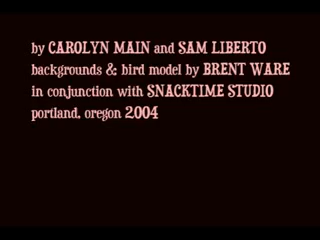 by CAROLYN MAIN and SAM LIBERTO
backgrounds & bird model by BRENT WARE
in conjunction with SNACKTIME STUDIO
portland, oregon 2004